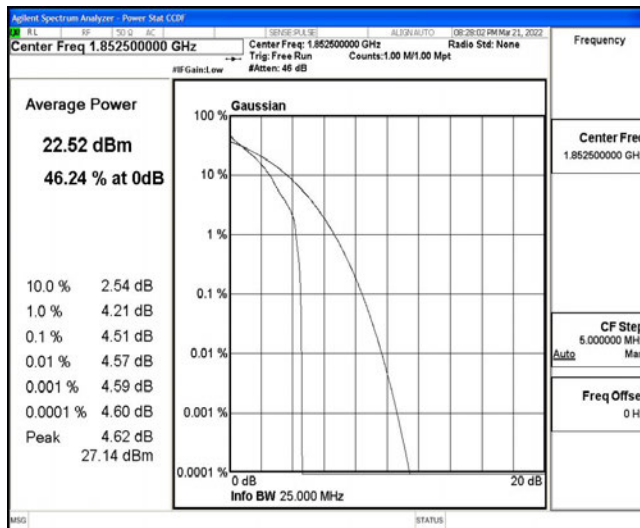 Agilent Spectrum Analyzer - Power Stat CCDF
RL RF 50 Ω AC SENSE:PULSE ALIGN AUTO 08:28:02 PM Mar 21, 2022
Center Freq 1.852500000 GHz
Center Freq: 1.852500000 GHz Radio Std: None
Trig: Free Run Counts:1.00 M/1.00 Mpt
#IFGain:Low #Atten: 46 dB
Frequency
Average Power
22.52 dBm
46.24 % at 0dB
10.0 % 2.54 dB
1.0 % 4.21 dB
0.1 % 4.51 dB
0.01 % 4.57 dB
0.001 % 4.59 dB
0.0001 % 4.60 dB
Peak 4.62 dB
27.14 dBm
Gaussian
100 %
10 %
1 %
0.1 %
0.01 %
0.001 %
0.0001 %
0 dB 20 dB
Info BW 25.000 MHz
Center Freq
1.852500000 GH
CF Step
5.000000 MH
Auto Ma
Freq Offse
0 H
MSG STATUS